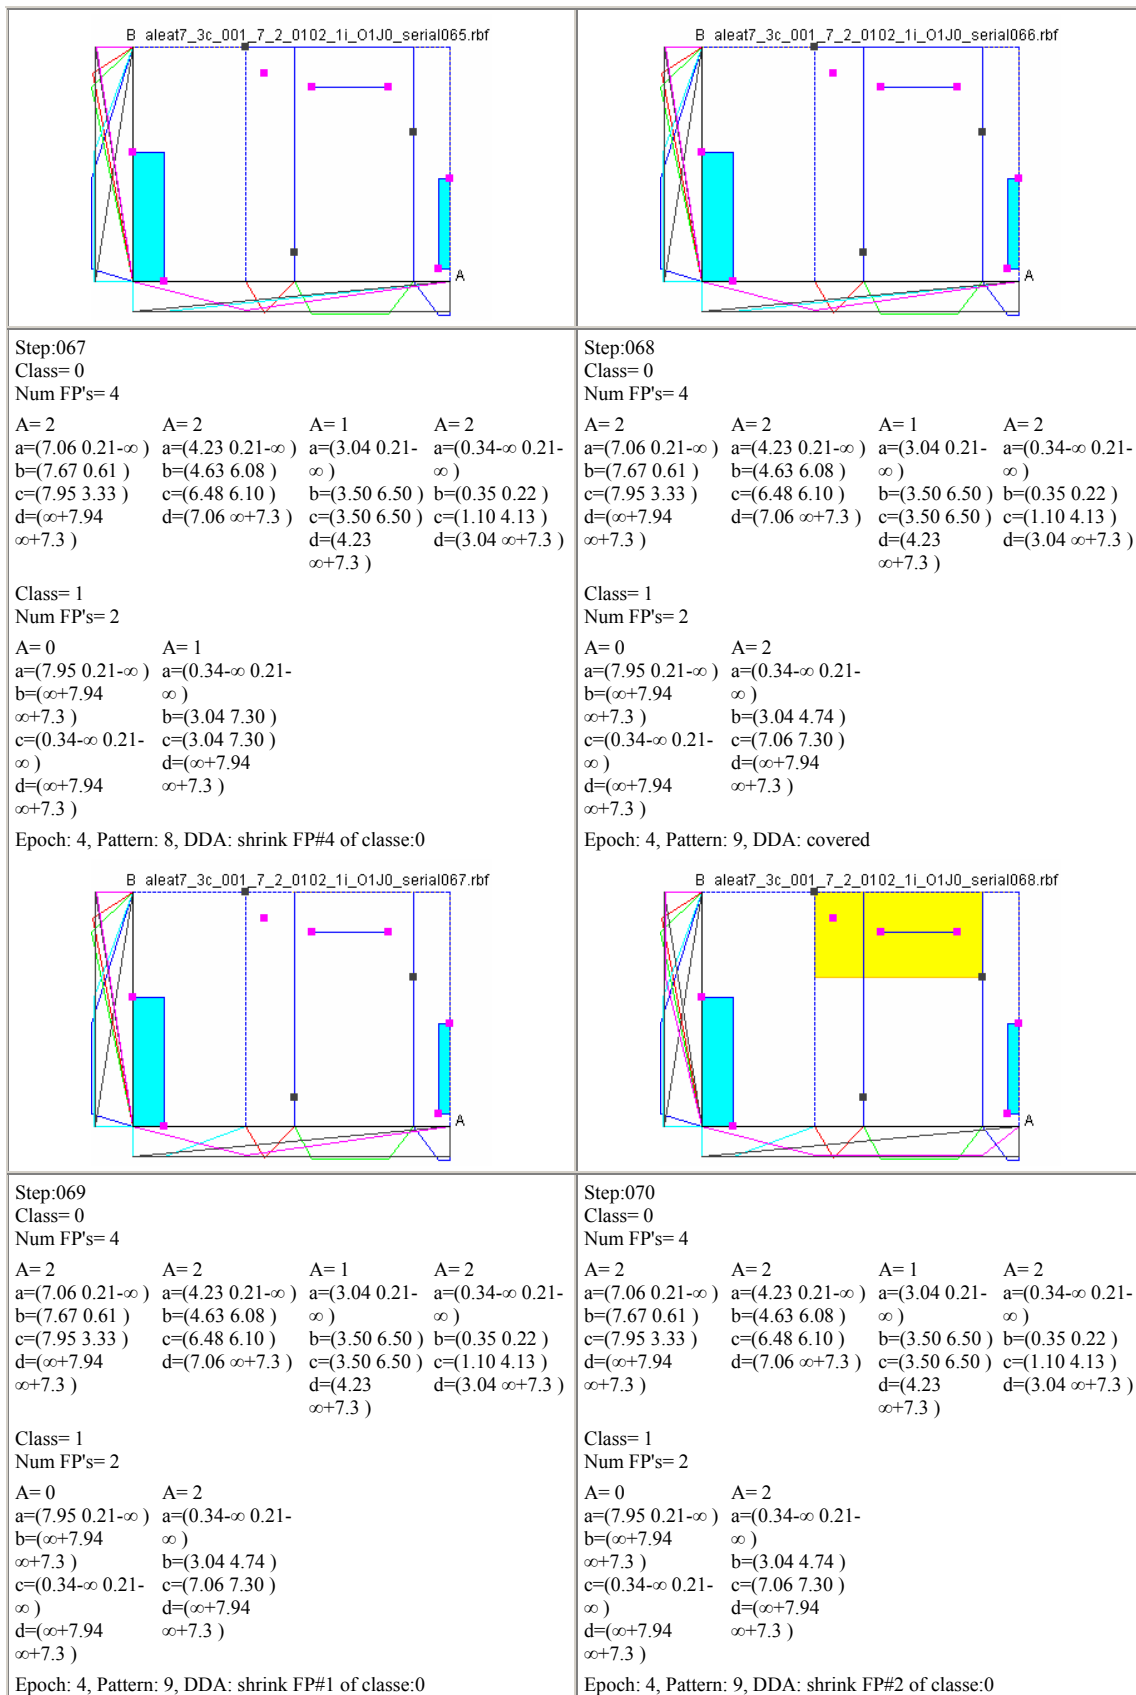 B aleat7_3c_001_7_2_0102_1i_O1J0_serial065.rbf
A
B aleat7_3c_001_7_2_0102_1i_O1J0_serial066.rbf
A
Step:067
Class= 0
Num FP's= 4
A= 2 A= 2 A= 1 A= 2
a=(7.06 0.21-∞ ) a=(4.23 0.21-∞ ) a=(3.04 0.21- a=(0.34-∞ 0.21-
b=(7.67 0.61 ) b=(4.63 6.08 ) ∞ ) ∞ )
c=(7.95 3.33 ) c=(6.48 6.10 ) b=(3.50 6.50 ) b=(0.35 0.22 )
d=(∞+7.94 d=(7.06 ∞+7.3 ) c=(3.50 6.50 ) c=(1.10 4.13 )
∞+7.3 ) d=(4.23 d=(3.04 ∞+7.3 )
∞+7.3 )
Class= 1
Num FP's= 2
A= 0 A= 1
a=(7.95 0.21-∞ ) a=(0.34-∞ 0.21-
b=(∞+7.94 ∞ )
∞+7.3 ) b=(3.04 7.30 )
c=(0.34-∞ 0.21- c=(3.04 7.30 )
∞ ) d=(∞+7.94
d=(∞+7.94 ∞+7.3 )
∞+7.3 )
Epoch: 4, Pattern: 8, DDA: shrink FP#4 of classe:0
B aleat7_3c_001_7_2_0102_1i_O1J0_serial067.rbf
A
Step:068
Class= 0
Num FP's= 4
A= 2 A= 2 A= 1 A= 2
a=(7.06 0.21-∞ ) a=(4.23 0.21-∞ ) a=(3.04 0.21- a=(0.34-∞ 0.21-
b=(7.67 0.61 ) b=(4.63 6.08 ) ∞ ) ∞ )
c=(7.95 3.33 ) c=(6.48 6.10 ) b=(3.50 6.50 ) b=(0.35 0.22 )
d=(∞+7.94 d=(7.06 ∞+7.3 ) c=(3.50 6.50 ) c=(1.10 4.13 )
∞+7.3 ) d=(4.23 d=(3.04 ∞+7.3 )
∞+7.3 )
Class= 1
Num FP's= 2
A= 0 A= 2
a=(7.95 0.21-∞ ) a=(0.34-∞ 0.21-
b=(∞+7.94 ∞ )
∞+7.3 ) b=(3.04 4.74 )
c=(0.34-∞ 0.21- c=(7.06 7.30 )
∞ ) d=(∞+7.94
d=(∞+7.94 ∞+7.3 )
∞+7.3 )
Epoch: 4, Pattern: 9, DDA: covered
B aleat7_3c_001_7_2_0102_1i_O1J0_serial068.rbf
A
Step:069
Class= 0
Num FP's= 4
A= 2 A= 2 A= 1 A= 2
a=(7.06 0.21-∞ ) a=(4.23 0.21-∞ ) a=(3.04 0.21- a=(0.34-∞ 0.21-
b=(7.67 0.61 ) b=(4.63 6.08 ) ∞ ) ∞ )
c=(7.95 3.33 ) c=(6.48 6.10 ) b=(3.50 6.50 ) b=(0.35 0.22 )
d=(∞+7.94 d=(7.06 ∞+7.3 ) c=(3.50 6.50 ) c=(1.10 4.13 )
∞+7.3 ) d=(4.23 d=(3.04 ∞+7.3 )
∞+7.3 )
Class= 1
Num FP's= 2
A= 0 A= 2
a=(7.95 0.21-∞ ) a=(0.34-∞ 0.21-
b=(∞+7.94 ∞ )
∞+7.3 ) b=(3.04 4.74 )
c=(0.34-∞ 0.21- c=(7.06 7.30 )
∞ ) d=(∞+7.94
d=(∞+7.94 ∞+7.3 )
∞+7.3 )
Epoch: 4, Pattern: 9, DDA: shrink FP#1 of classe:0
Step:070
Class= 0
Num FP's= 4
A= 2 A= 2 A= 1 A= 2
a=(7.06 0.21-∞ ) a=(4.23 0.21-∞ ) a=(3.04 0.21- a=(0.34-∞ 0.21-
b=(7.67 0.61 ) b=(4.63 6.08 ) ∞ ) ∞ )
c=(7.95 3.33 ) c=(6.48 6.10 ) b=(3.50 6.50 ) b=(0.35 0.22 )
d=(∞+7.94 d=(7.06 ∞+7.3 ) c=(3.50 6.50 ) c=(1.10 4.13 )
∞+7.3 ) d=(4.23 d=(3.04 ∞+7.3 )
∞+7.3 )
Class= 1
Num FP's= 2
A= 0 A= 2
a=(7.95 0.21-∞ ) a=(0.34-∞ 0.21-
b=(∞+7.94 ∞ )
∞+7.3 ) b=(3.04 4.74 )
c=(0.34-∞ 0.21- c=(7.06 7.30 )
∞ ) d=(∞+7.94
d=(∞+7.94 ∞+7.3 )
∞+7.3 )
Epoch: 4, Pattern: 9, DDA: shrink FP#2 of classe:0